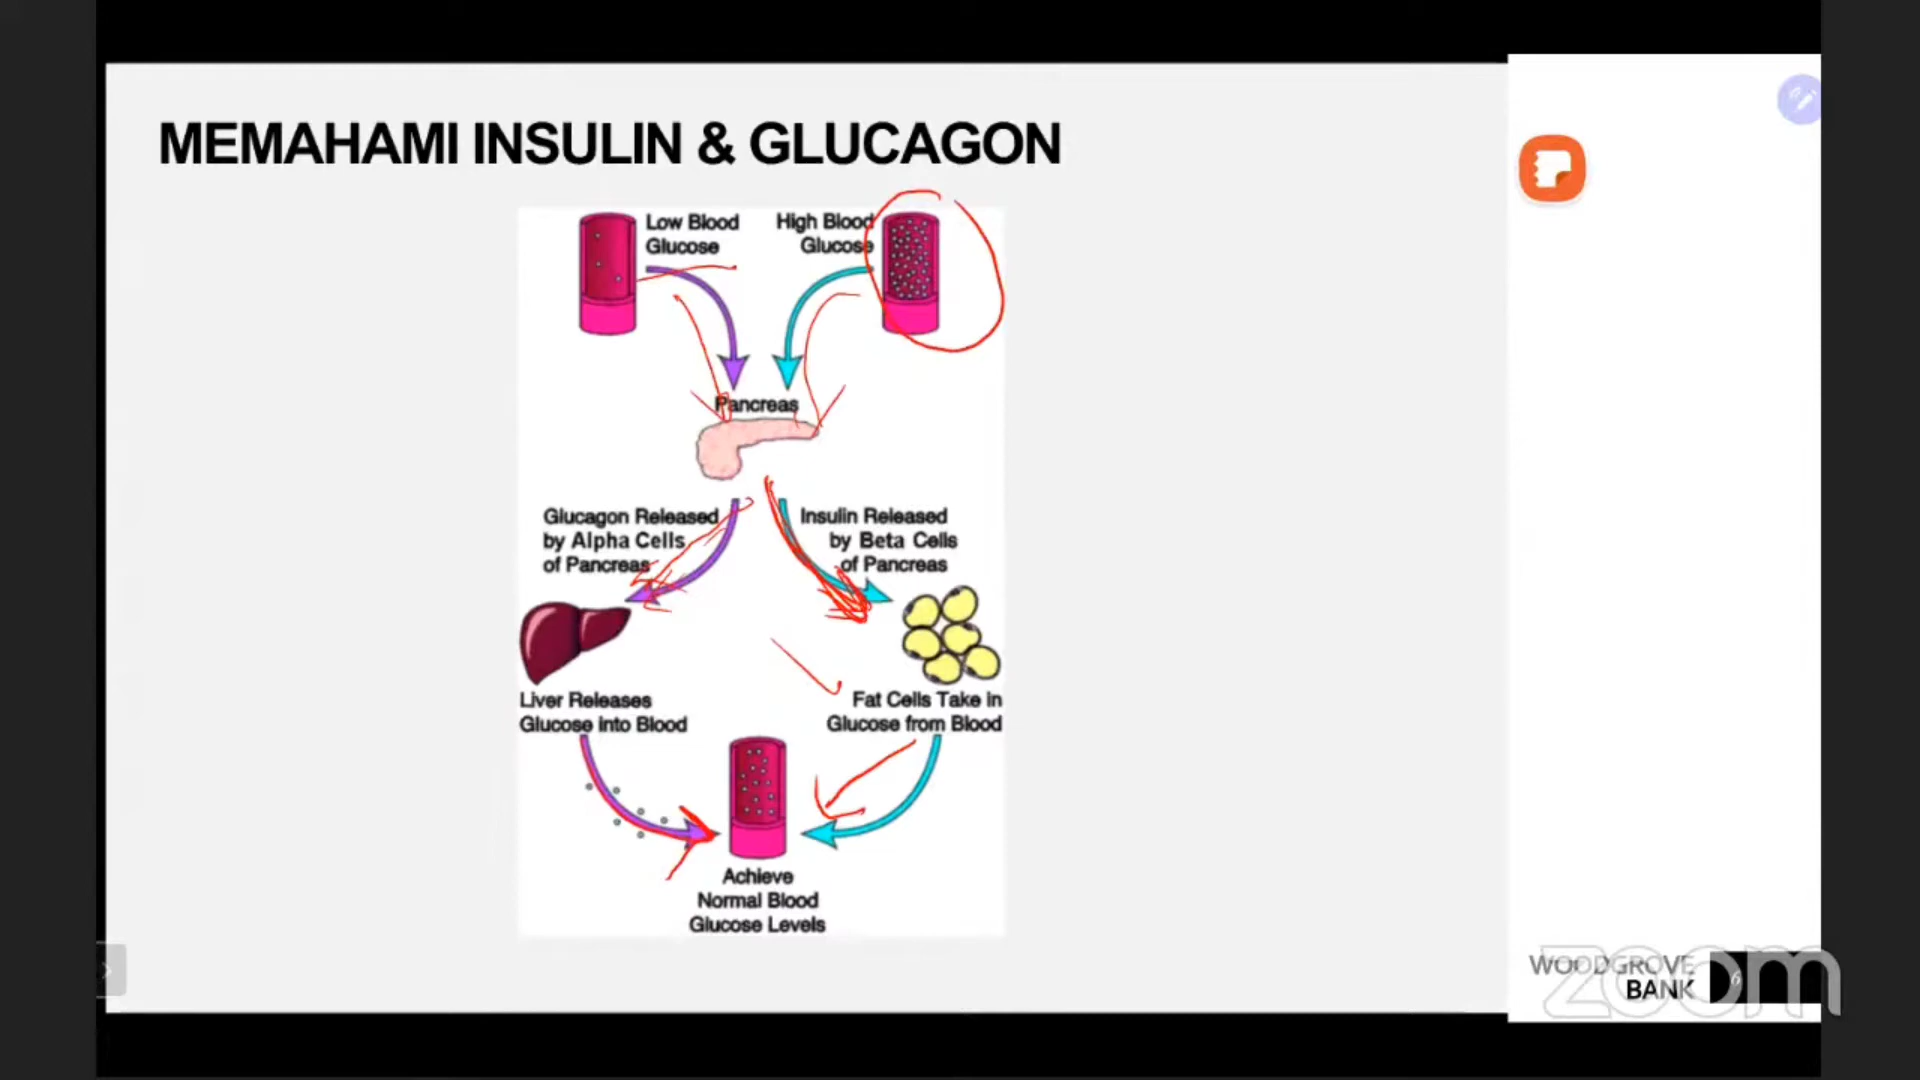 MEMAHAMI INSULIN & GLUCAGON
Low Blood
Glucose
High Blood
Glucose
Pancreas
Glucagon Released
by Alpha Cells
of Pancreas
Insulin Released
by Beta Cells
of Pancreas
Liver Releases
Glucose into Blood
Fat Cells Take in
Glucose from Blood
Achieve
Normal Blood
Glucose Levels
WOODGROVE
BANK
6
zoom